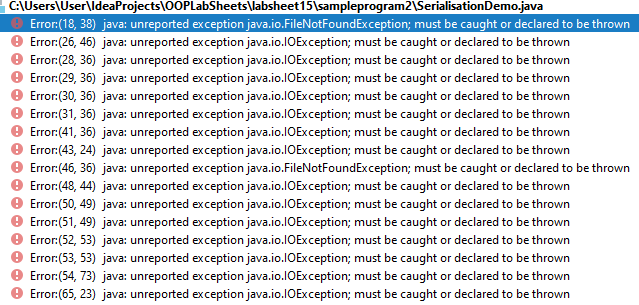 C:\Users\User\IdeaProjects\OOPLabSheets\labsheet15\sampleprogram2\SerialisationDemo.java
Error:(18, 38) java: unreported exception java.io.FileNotFoundException; must be caught or declared to be thrown
Error:(26, 46) java: unreported exception java.io.IOException; must be caught or declared to be thrown
Error:(28, 36) java: unreported exception java.io.IOException; must be caught or declared to be thrown
Error:(29, 36) java: unreported exception java.io.IOException; must be caught or declared to be thrown
Error:(30, 36) java: unreported exception java.io.IOException; must be caught or declared to be thrown
Error:(31, 36) java: unreported exception java.io.IOException; must be caught or declared to be thrown
Error:(41, 36) java: unreported exception java.io.IOException; must be caught or declared to be thrown
Error:(43, 24) java: unreported exception java.io.IOException; must be caught or declared to be thrown
Error:(46, 36) java: unreported exception java.io.FileNotFoundException; must be caught or declared to be thrown
Error:(48, 44) java: unreported exception java.io.IOException; must be caught or declared to be thrown
Error:(50, 49) java: unreported exception java.io.IOException; must be caught or declared to be thrown
Error:(51, 49) java: unreported exception java.io.IOException; must be caught or declared to be thrown
Error:(52, 53) java: unreported exception java.io.IOException; must be caught or declared to be thrown
Error:(53, 53) java: unreported exception java.io.IOException; must be caught or declared to be thrown
Error:(54, 73) java: unreported exception java.io.IOException; must be caught or declared to be thrown
Error:(65, 23) java: unreported exception java.io.IOException; must be caught or declared to be thrown